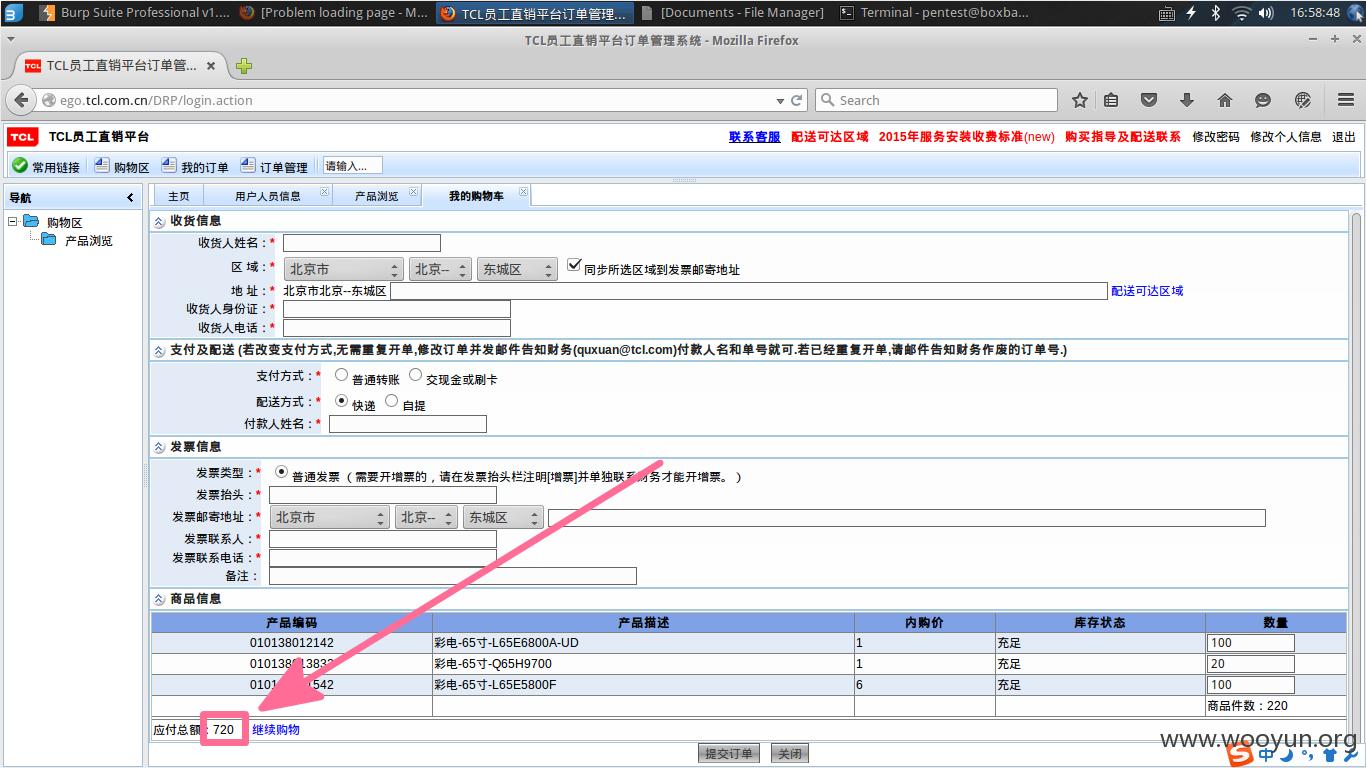 Burp Suite Professional v1....
[Problem loading page - M...
TCL员工直销平台订单管理...
[Documents - File Manager]
Terminal - pentest@boxba...
16:58:48
TCL员工直销平台订单管理系统 - Mozilla Firefox
TCL TCL员工直销平台订单管...
ego.tcl.com.cn/DRP/login.action
Search
TCL TCL员工直销平台
联系客服 配送可达区域 2015年服务安装收费标准(new) 购买指导及配送联系 修改密码 修改个人信息 退出
常用链接 购物区 我的订单 订单管理 请输入...
导航
购物区
产品浏览
主页 用户人员信息 产品浏览 我的购物车
收货信息
收货人姓名：*
区 域：* 北京市 北京-- 东城区 同步所选区域到发票邮寄地址
地 址：* 北京市北京--东城区 配送可达区域
收货人身份证：*
收货人电话：*
支付及配送 (若改变支付方式,无需重复开单,修改订单并发邮件告知财务(quxuan@tcl.com)付款人名和单号就可.若已经重复开单,请邮件告知财务作废的订单号.)
支付方式：* 普通转账 交现金或刷卡
配送方式：* 快递 自提
付款人姓名：*
发票信息
发票类型：* 普通发票 （需要开增票的，请在发票抬头栏注明[增票]并单独联系财务才能开增票。）
发票抬头：*
发票邮寄地址：* 北京市 北京-- 东城区
发票联系人：*
发票联系电话：*
备注：
商品信息
产品编码 产品描述 内购价 库存状态 数量
010138012142 彩电-65寸-L65E6800A-UD 1 充足 100
彩电-65寸-Q65H9700 1 充足 20
彩电-65寸-L65E5800F 6 充足 100
商品件数：220
应付总额：720 继续购物
提交订单 关闭
www.wooyun.org
S 中